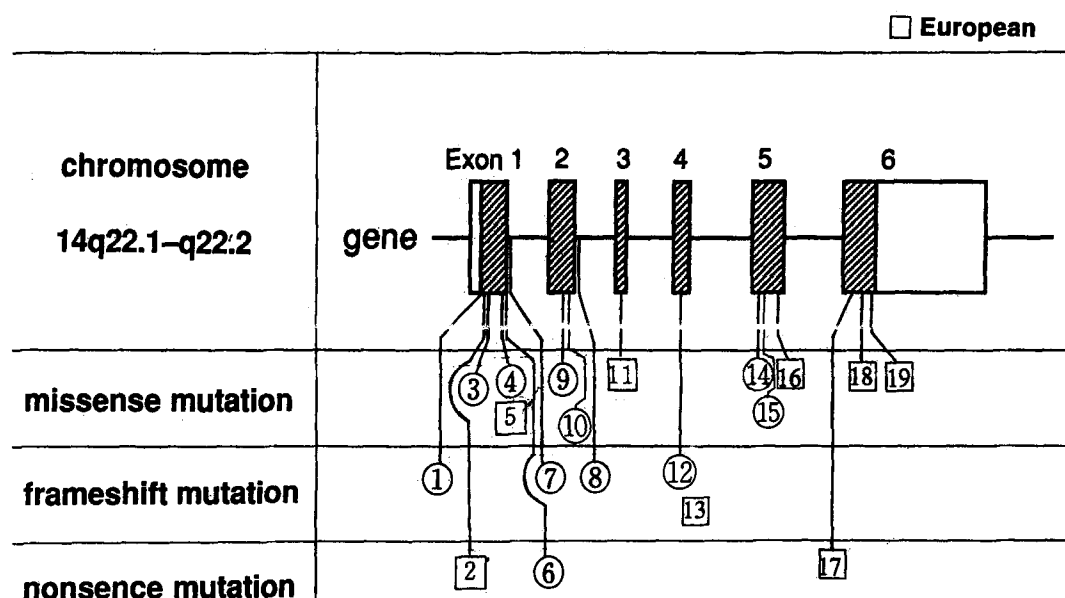 □ European
Exon 1 2 3 4 5 6
chromosome
14q22.1–q22.2
gene
missense mutation
3 4 9 11 14 16 18 19
5 10 15
frameshift mutation
1 7 8 12
13
nonsence mutation
2 6 17